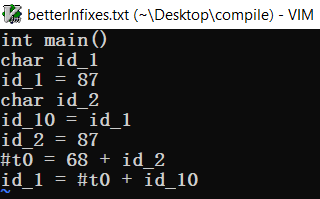 betterInfixes.txt (~\Desktop\compile) - VIM
int main()
char id_1
id_1 = 87
char id_2
id_10 = id_1
id_2 = 87
#t0 = 68 + id_2
id_1 = #t0 + id_10
~